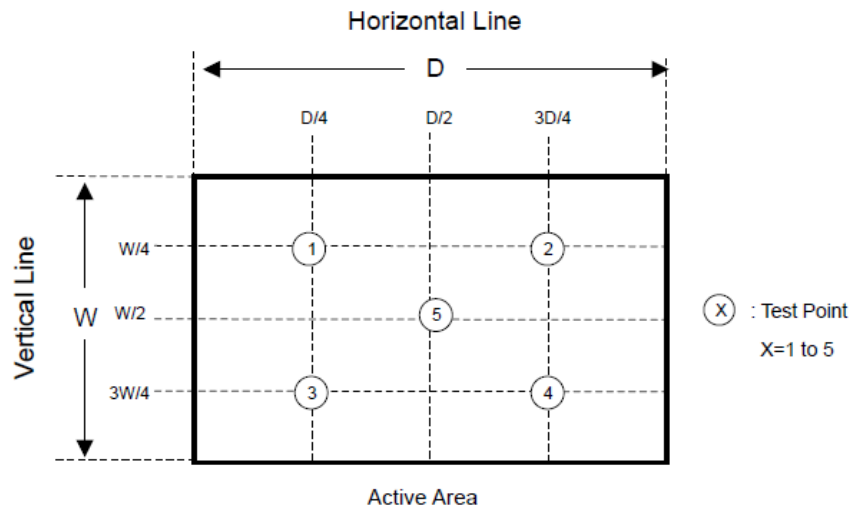 Horizontal Line
D
D/4 D/2 3D/4
Vertical Line
W
W/4
W/2
3W/4
1 2
5
3 4
X : Test Point
X=1 to 5
Active Area